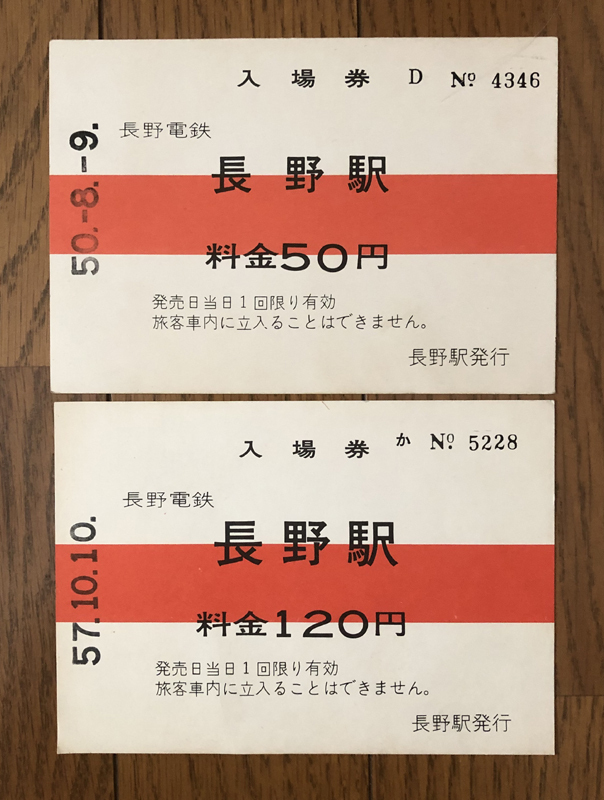 入場券 D № 4346
長野電鉄
長野駅
料金50円
発売日当日1回限り有効
旅客車内に立入ることはできません。
長野駅発行
50.-8.-9.
入場券 か № 5228
長野電鉄
長野駅
料金120円
発売日当日1回限り有効
旅客車内に立入ることはできません。
長野駅発行
57.10.10.